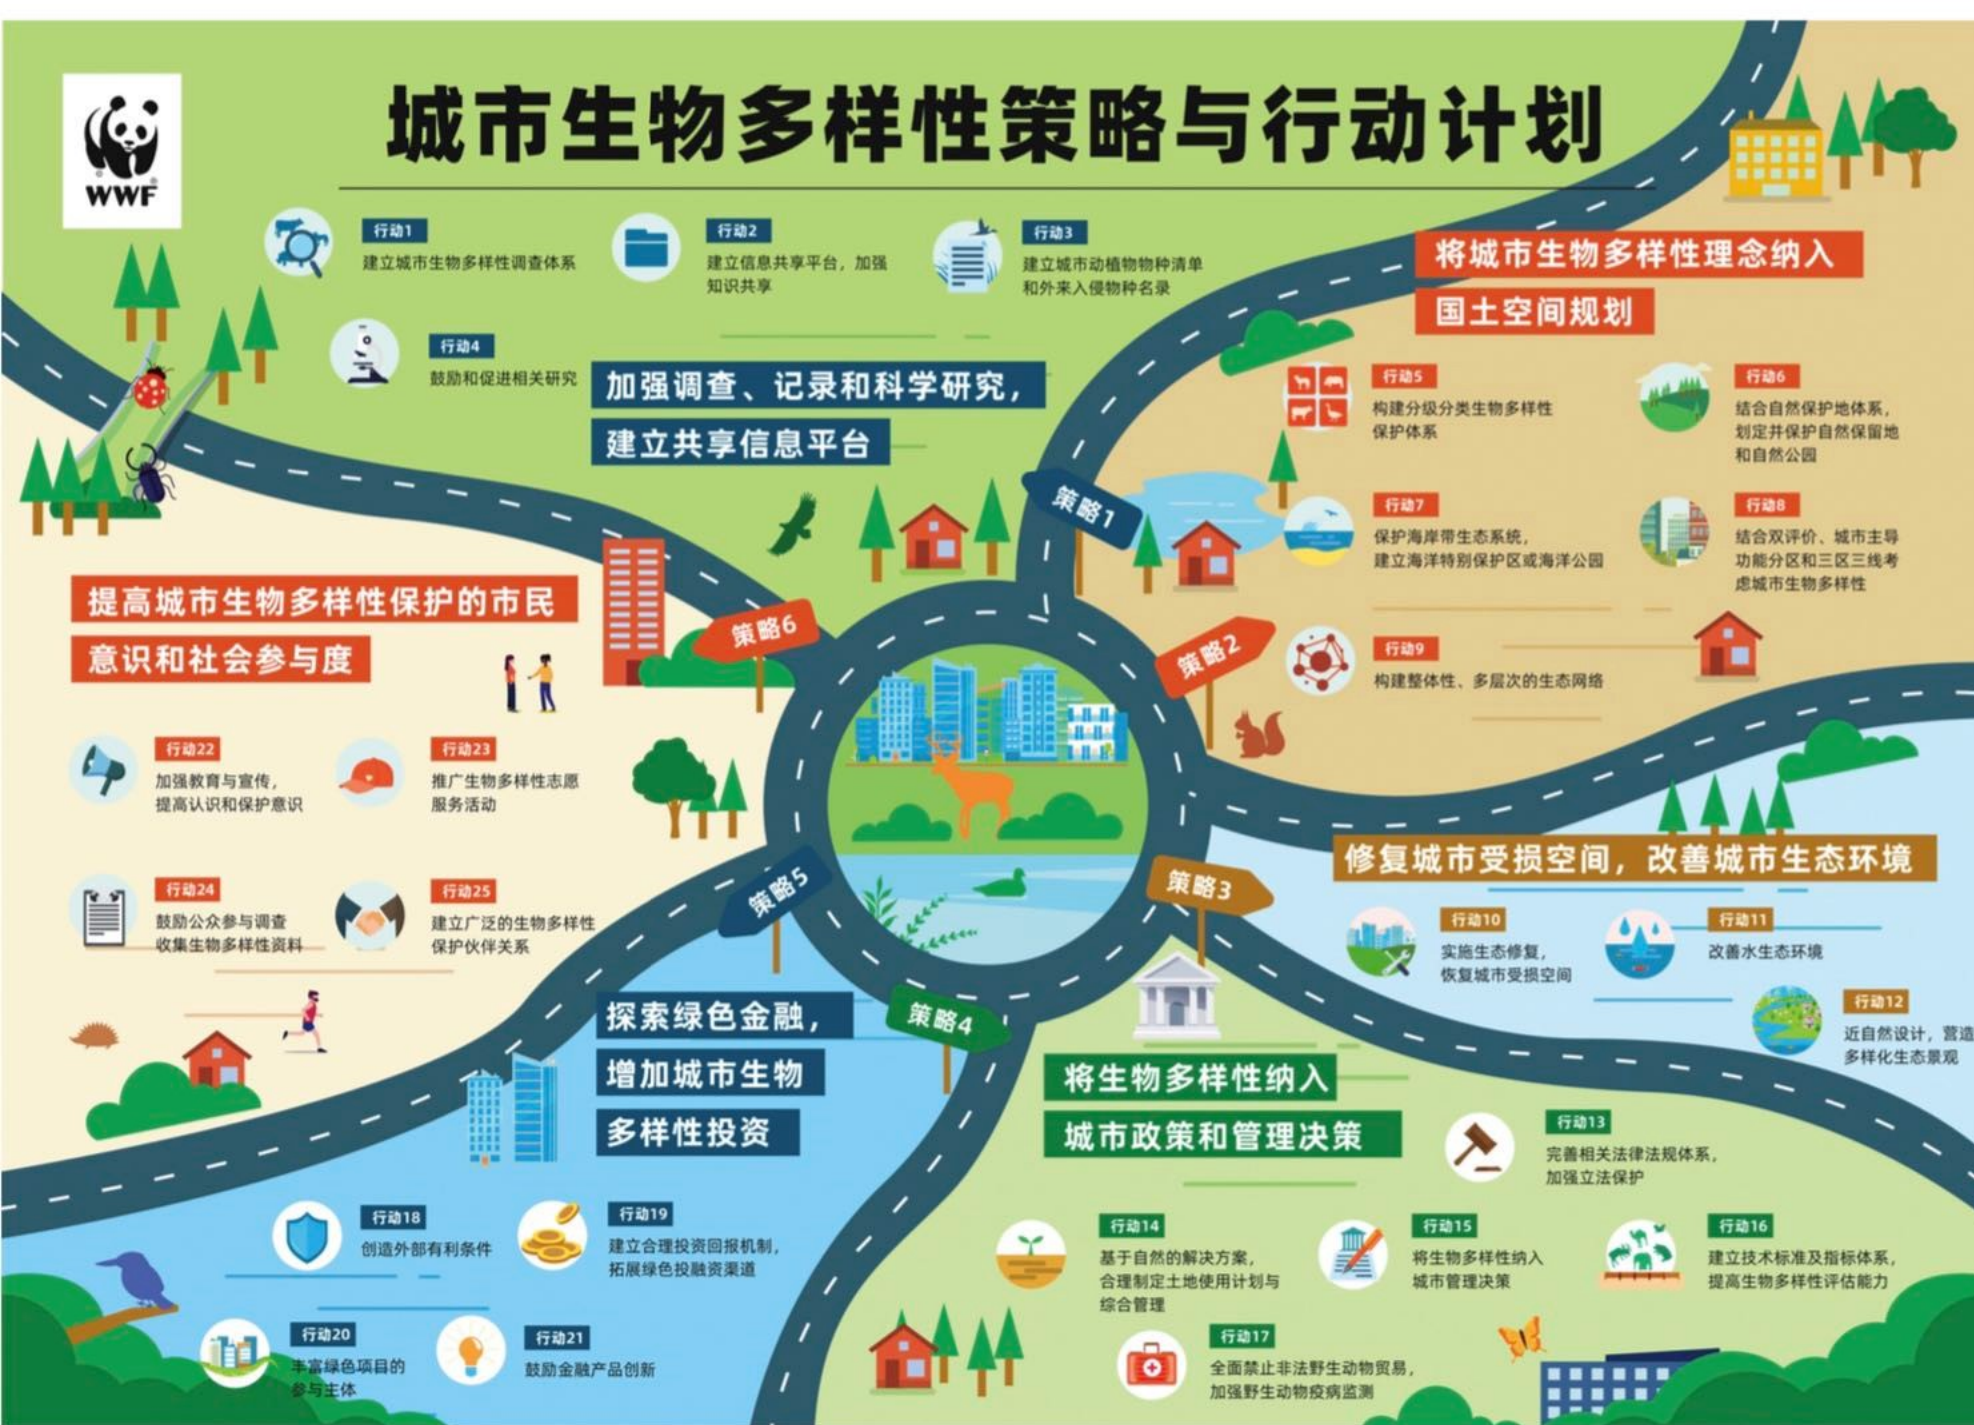 WWF
城市生物多样性策略与行动计划
行动1
建立城市生物多样性调查体系
行动2
建立信息共享平台，加强
知识共享
行动3
建立城市动植物物种清单
和外来入侵物种名录
行动4
鼓励和促进相关研究
加强调查、记录和科学研究，
建立共享信息平台
策略1
将城市生物多样性理念纳入
国土空间规划
行动5
构建分级分类生物多样性
保护体系
行动6
结合自然保护地体系，
划定并保护自然保留地
和自然公园
行动7
保护海岸带生态系统，
建立海洋特别保护区或海洋公园
行动8
结合双评价、城市主导
功能分区和三区三线考
虑城市生物多样性
行动9
构建整体性、多层次的生态网络
策略2
修复城市受损空间，改善城市生态环境
策略3
行动10
实施生态修复，
恢复城市受损空间
行动11
改善水生态环境
行动12
近自然设计，营造
多样化生态景观
策略4
将生物多样性纳入
城市政策和管理决策
行动13
完善相关法律法规体系，
加强立法保护
行动14
基于自然的解决方案，
合理制定土地使用计划与
综合管理
行动15
将生物多样性纳入
城市管理决策
行动16
建立技术标准及指标体系，
提高生物多样性评估能力
行动17
全面禁止非法野生动物贸易，
加强野生动物疫病监测
策略5
探索绿色金融，
增加城市生物
多样性投资
行动18
创造外部有利条件
行动19
建立合理投资回报机制，
拓展绿色投融资渠道
行动20
丰富绿色项目的
参与主体
行动21
鼓励金融产品创新
策略6
提高城市生物多样性保护的市民
意识和社会参与度
行动22
加强教育与宣传，
提高认识和保护意识
行动23
推广生物多样性志愿
服务活动
行动24
鼓励公众参与调查
收集生物多样性资料
行动25
建立广泛的生物多样性
保护伙伴关系